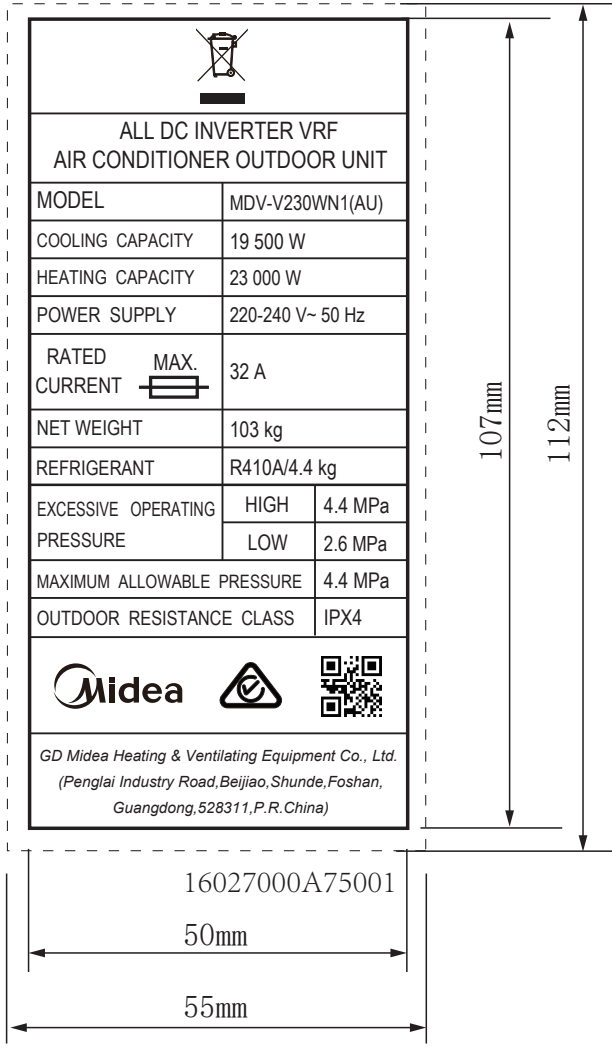 ALL DC INVERTER VRF
AIR CONDITIONER OUTDOOR UNIT
MODEL MDV-V230WN1(AU)
COOLING CAPACITY 19 500 W
HEATING CAPACITY 23 000 W
POWER SUPPLY 220-240 V~ 50 Hz
RATED CURRENT MAX. 32 A
NET WEIGHT 103 kg
REFRIGERANT R410A/4.4 kg
EXCESSIVE OPERATING PRESSURE HIGH 4.4 MPa
LOW 2.6 MPa
MAXIMUM ALLOWABLE PRESSURE 4.4 MPa
OUTDOOR RESISTANCE CLASS IPX4
Midea
GD Midea Heating & Ventilating Equipment Co., Ltd.
(Penglai Industry Road,Beijiao,Shunde,Foshan,
Guangdong,528311,P.R.China)
107mm
112mm
16027000A75001
50mm
55mm